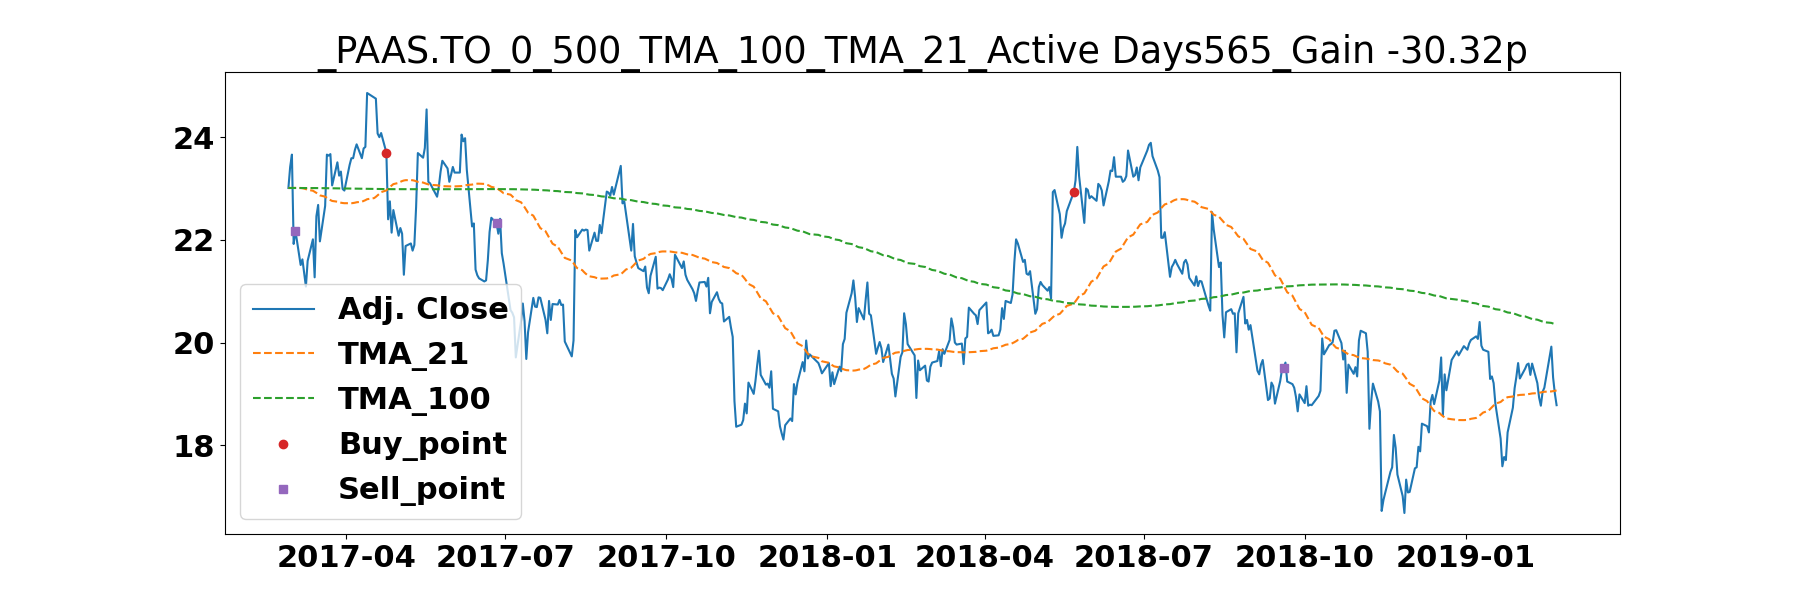 _PAAS.TO_0_500_TMA_100_TMA_21_Active Days565_Gain -30.32p
24
22
20
18
Adj. Close
TMA_21
TMA_100
Buy_point
Sell_point
2017-04 2017-07 2017-10 2018-01 2018-04 2018-07 2018-10 2019-01